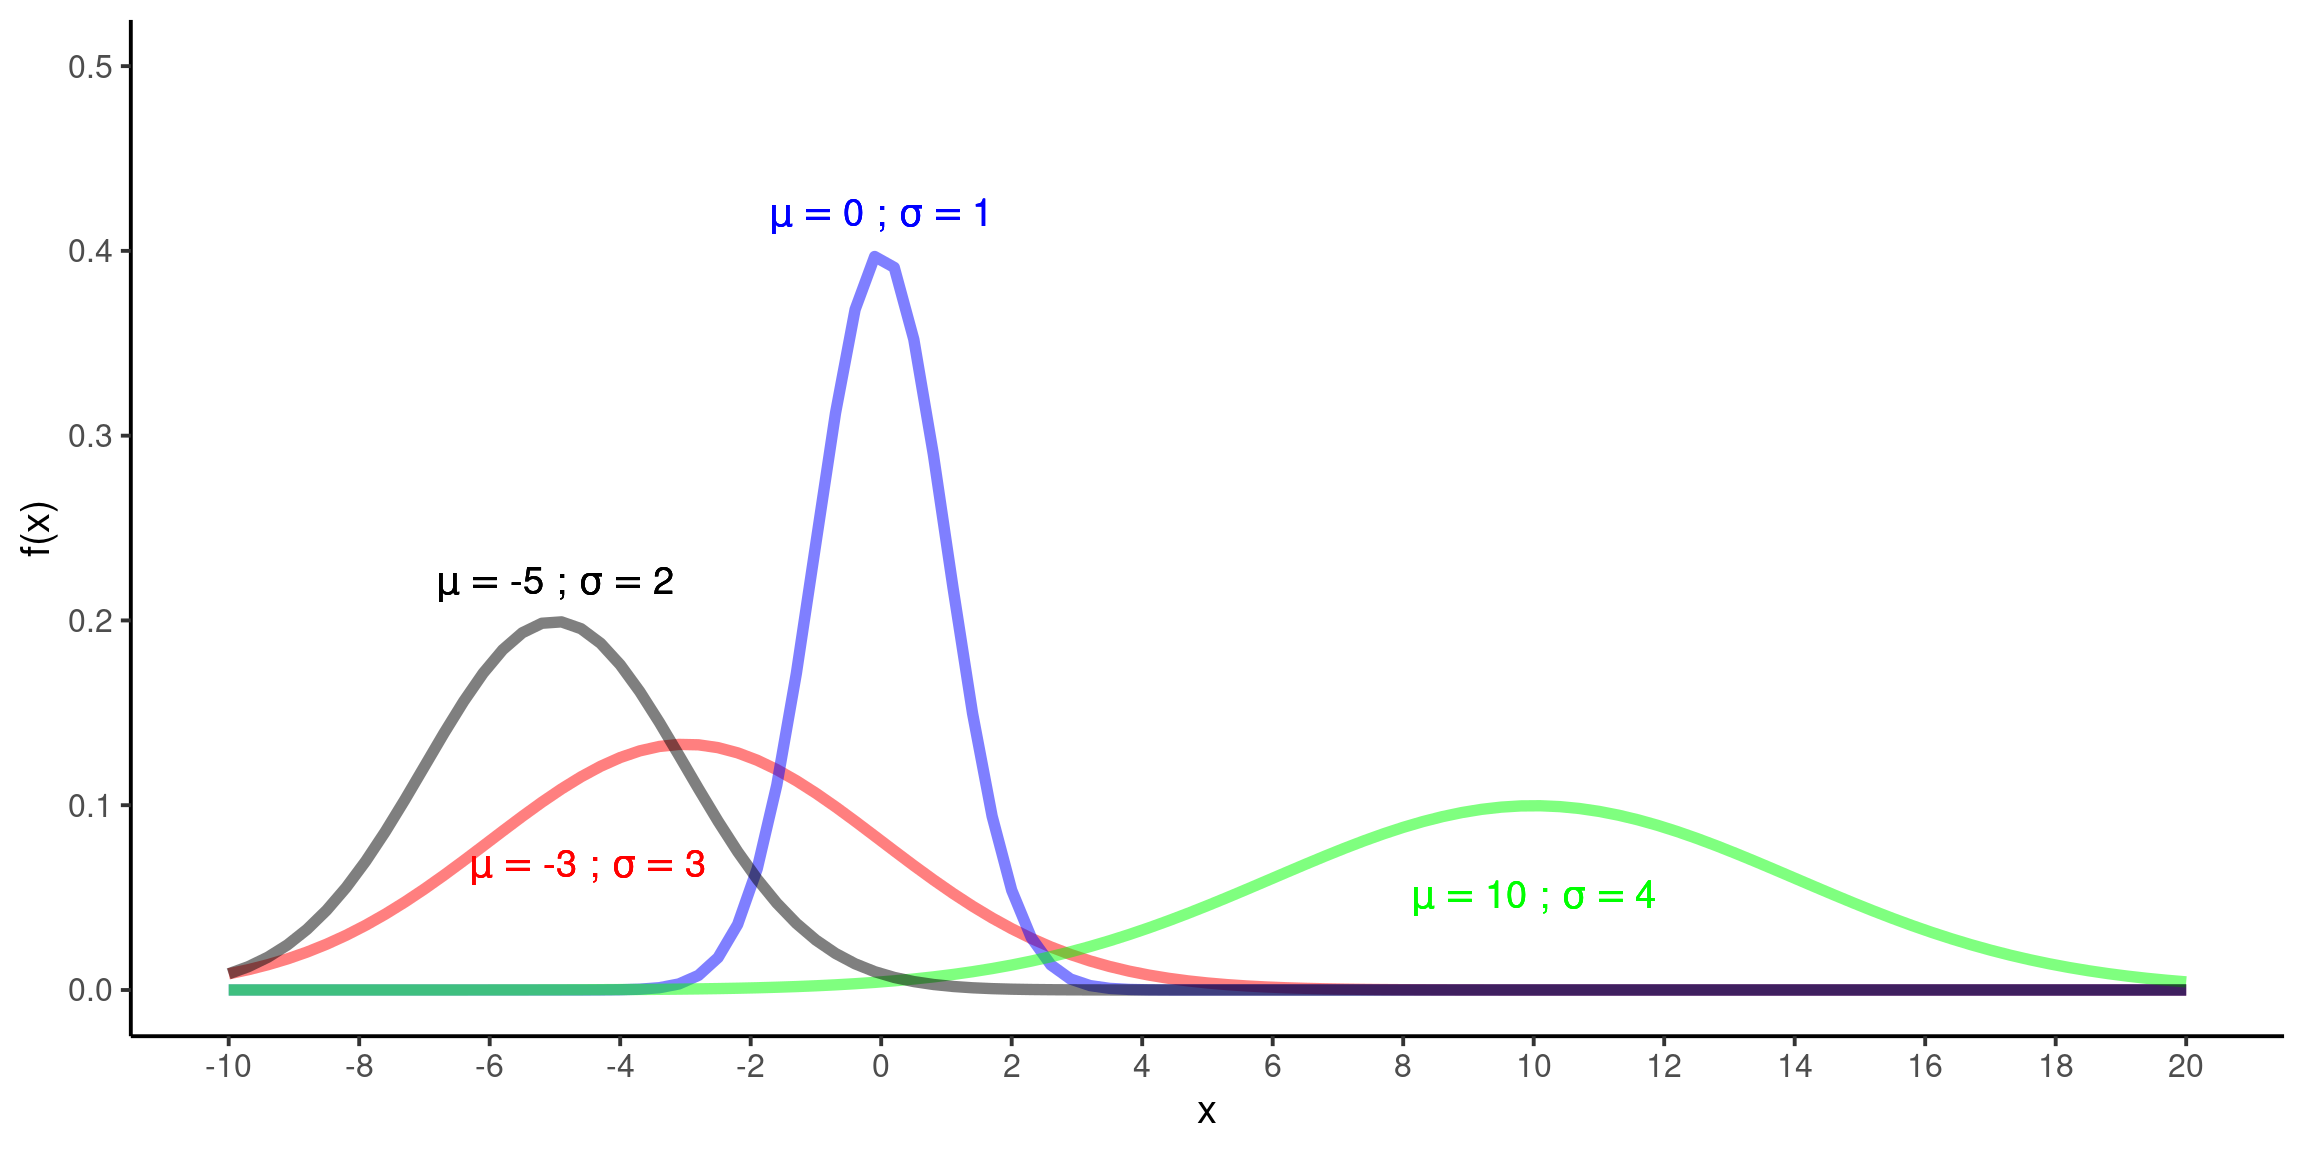 0.5
0.4
0.3
0.2
0.1
0.0
f(x)
μ = 0 ; σ = 1
μ = -5 ; σ = 2
μ = -3 ; σ = 3
μ = 10 ; σ = 4
-10 -8 -6 -4 -2 0 2 4 6 8 10 12 14 16 18 20
x